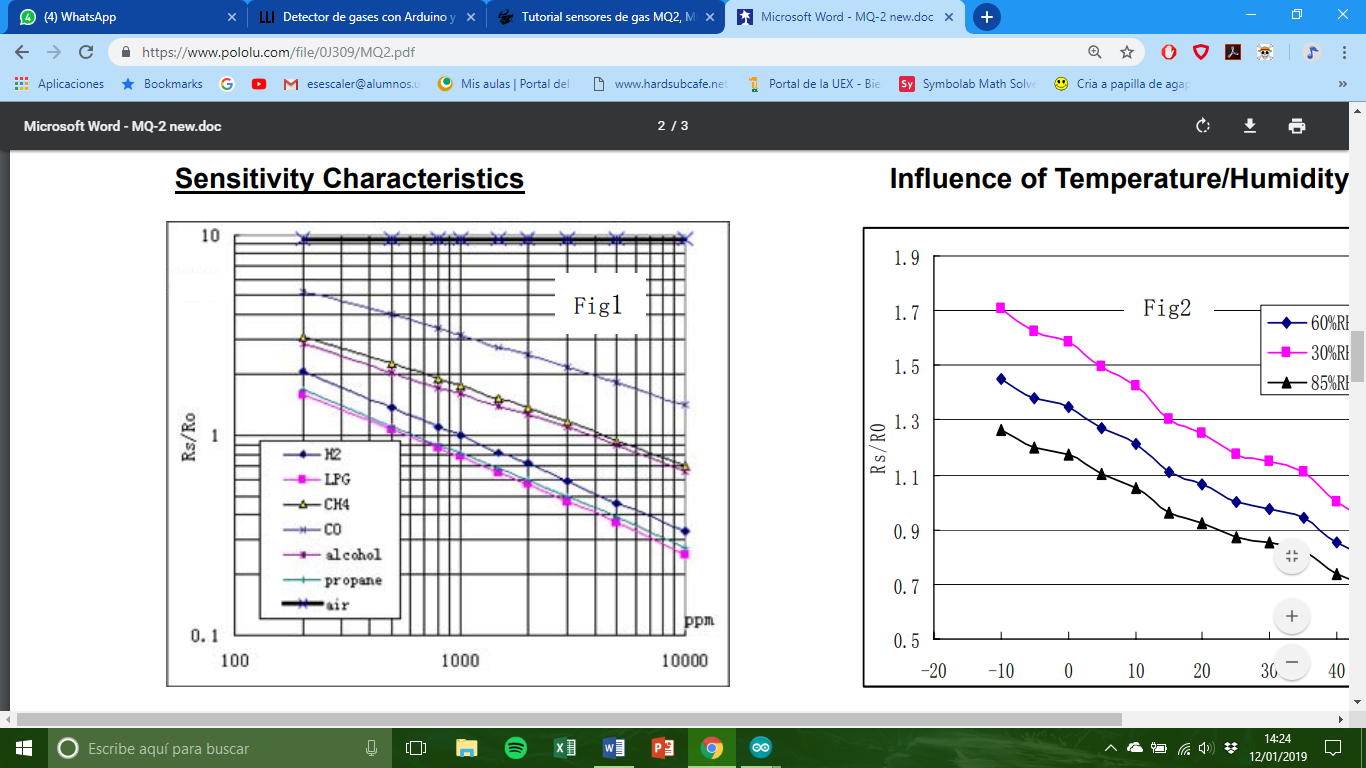 (4) WhatsApp
Detector de gases con Arduino y
Tutorial sensores de gas MQ2, M
Microsoft Word - MQ-2 new.doc
https://www.pololu.com/file/0J309/MQ2.pdf
Aplicaciones
Bookmarks
esescaler@alumnos.u
Mis aulas | Portal del
www.hardsubcafe.net
Portal de la UEX - Bie
Sy Symbolab Math Solve
Cria a papilla de agap
»
Microsoft Word - MQ-2 new.doc
2 / 3
Sensitivity Characteristics
10
Fig1
Rs/Ro
1
H2
LPG
CH4
CO
alcohol
propane
air
0.1
ppm
100
1000
10000
Influence of Temperature/Humidity
1.9
Fig2
1.7
60%RH
30%RH
1.5
85%RH
1.3
Rs/R0
1.1
0.9
0.7
0.5
-20
-10
0
10
20
30
40
Escribe aquí para buscar
14:24
12/01/2019